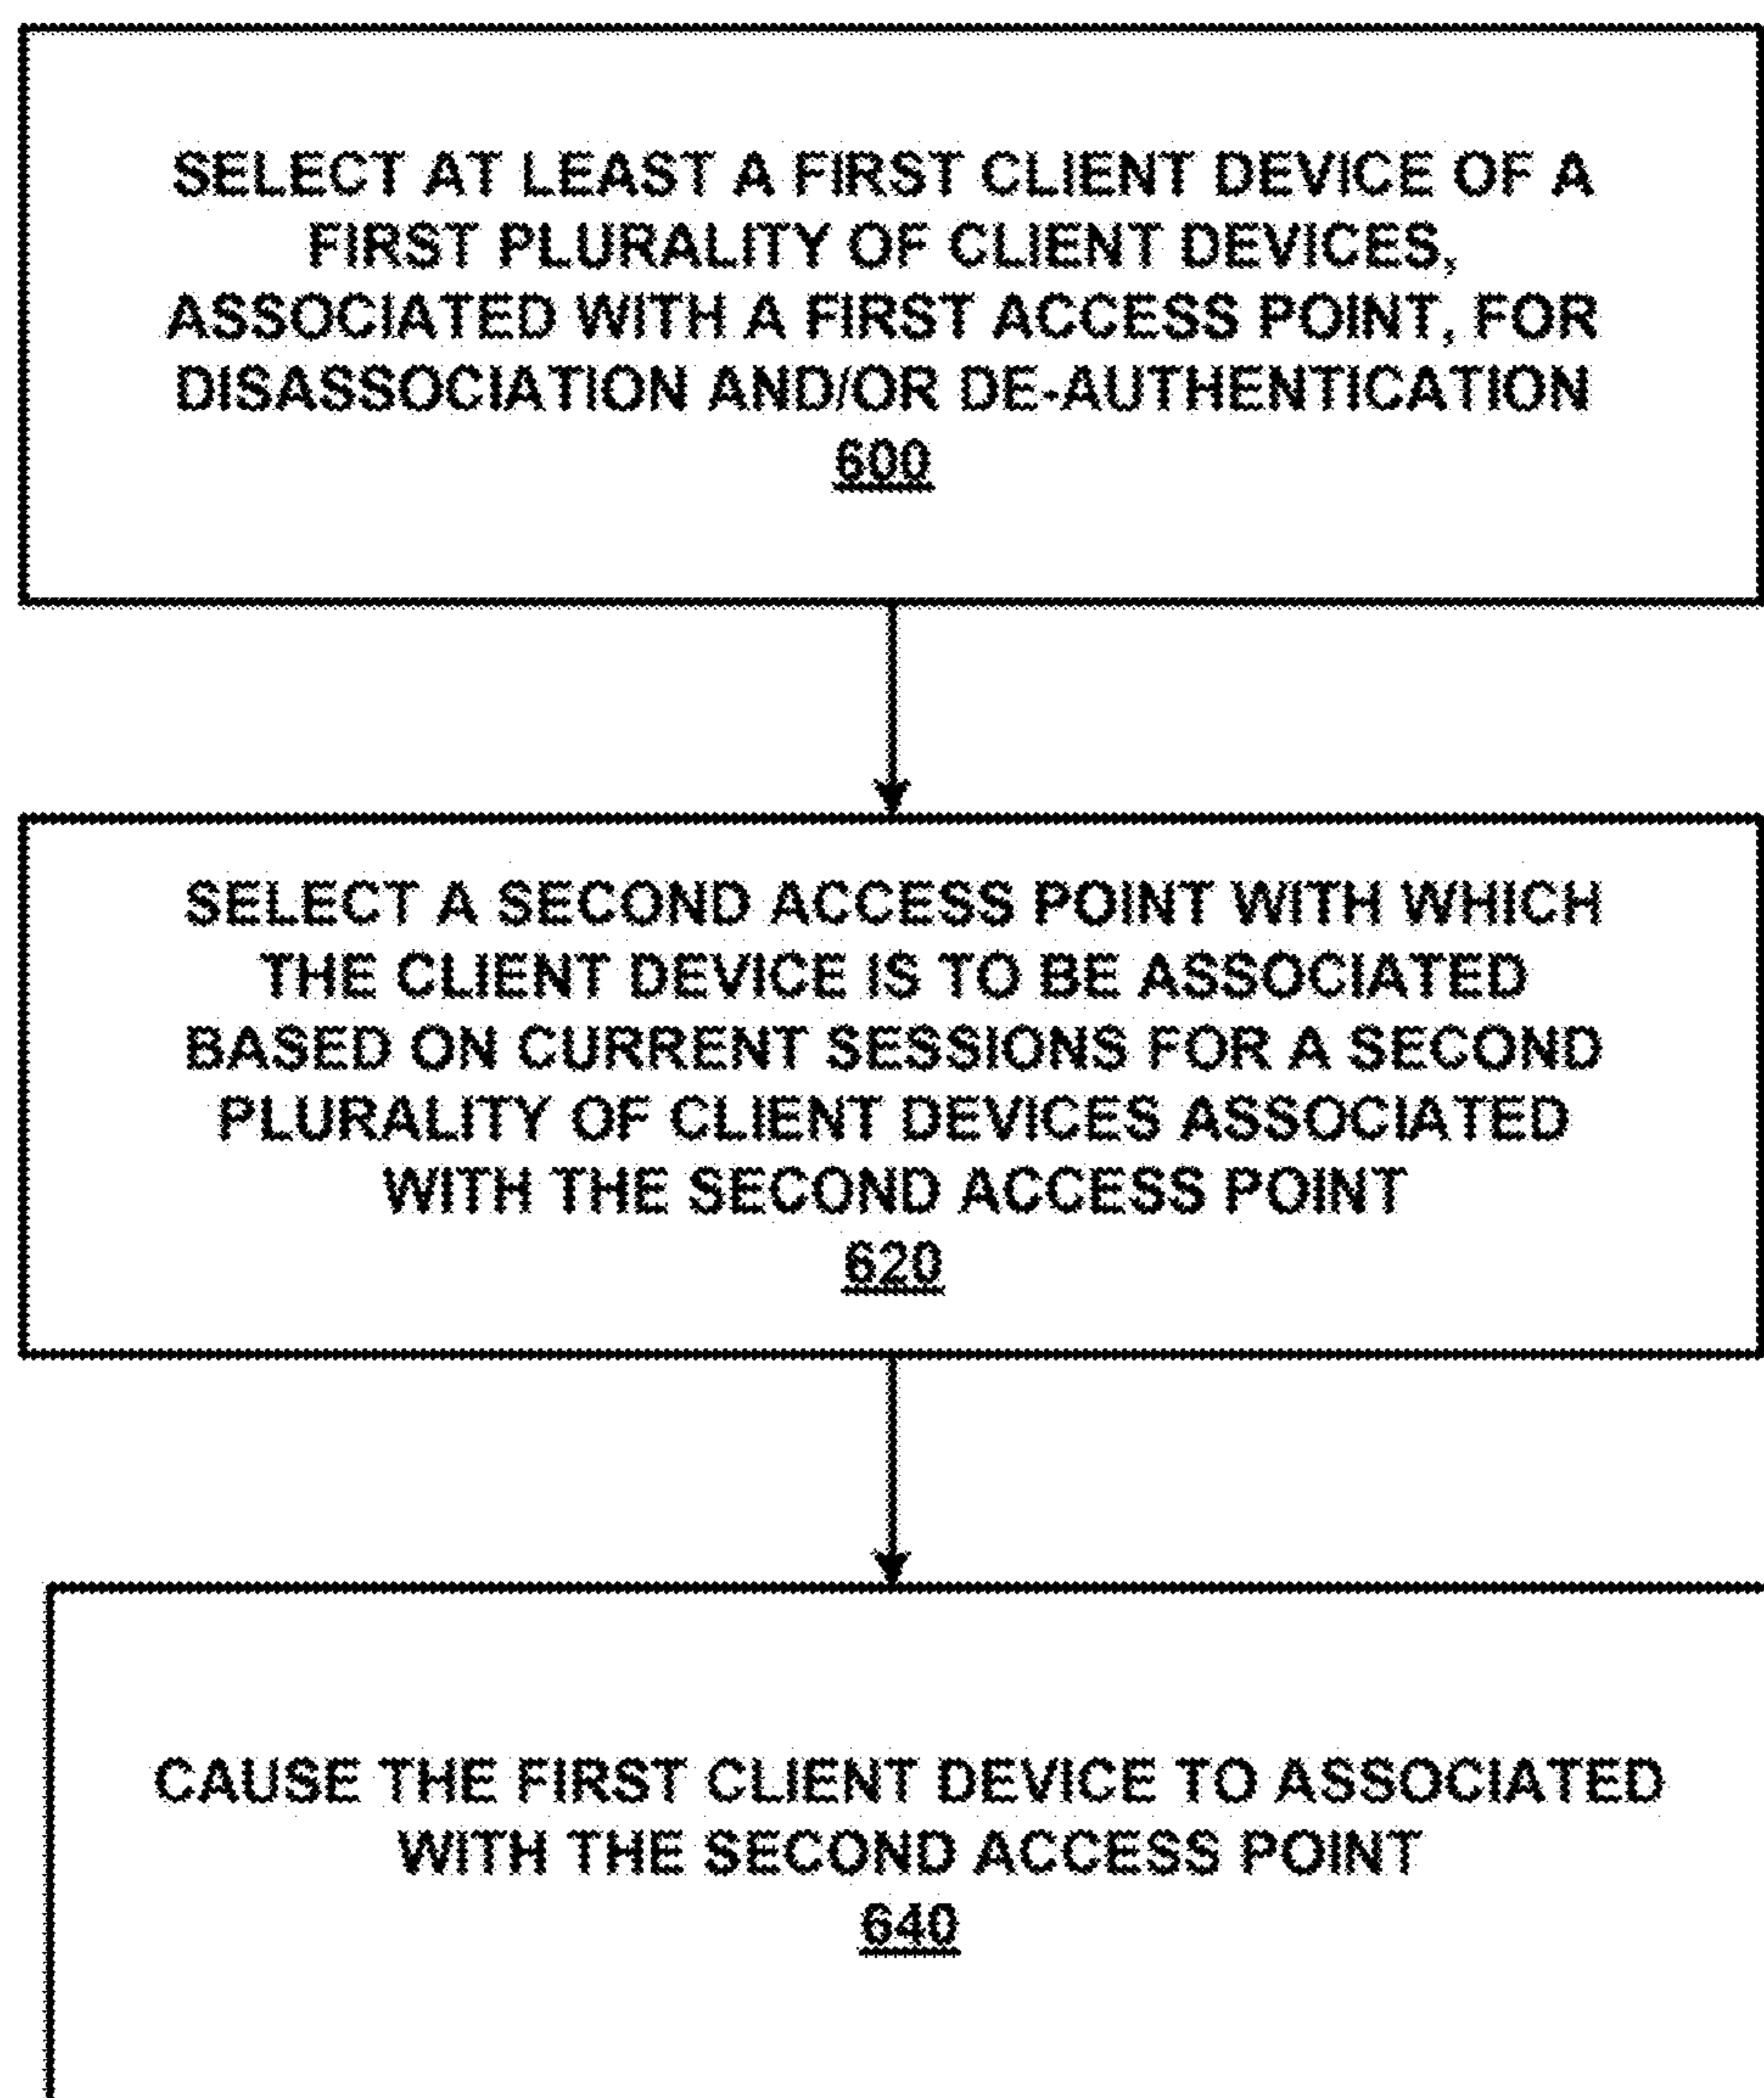 SELECT AT LEAST A FIRST CLIENT DEVICE OF A
FIRST PLURALITY OF CLIENT DEVICES,
ASSOCIATED WITH A FIRST ACCESS POINT, FOR
DISASSOCIATION AND/OR DE-AUTHENTICATION
600
SELECT A SECOND ACCESS POINT WITH WHICH
THE CLIENT DEVICE IS TO BE ASSOCIATED
BASED ON CURRENT SESSIONS FOR A SECOND
PLURALITY OF CLIENT DEVICES ASSOCIATED
WITH THE SECOND ACCESS POINT
620
CAUSE THE FIRST CLIENT DEVICE TO ASSOCIATED
WITH THE SECOND ACCESS POINT
640